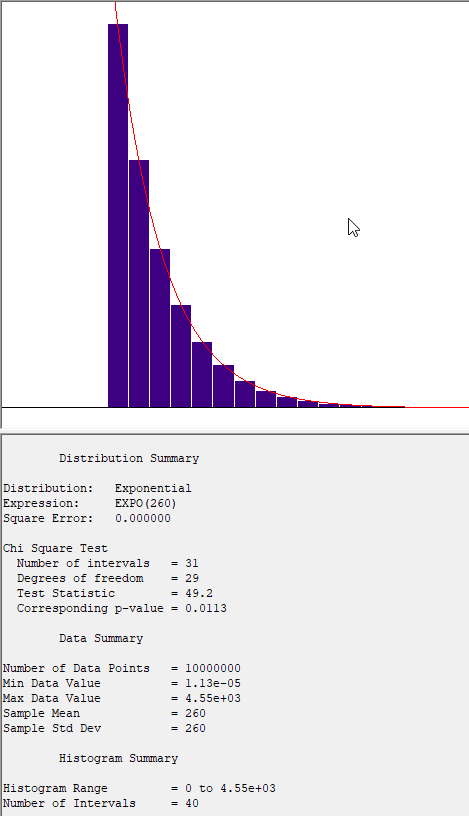 Distribution Summary
Distribution: Exponential
Expression: EXPO(260)
Square Error: 0.000000
Chi Square Test
Number of intervals = 31
Degrees of freedom = 29
Test Statistic = 49.2
Corresponding p-value = 0.0113
Data Summary
Number of Data Points = 10000000
Min Data Value = 1.13e-05
Max Data Value = 4.55e+03
Sample Mean = 260
Sample Std Dev = 260
Histogram Summary
Histogram Range = 0 to 4.55e+03
Number of Intervals = 40